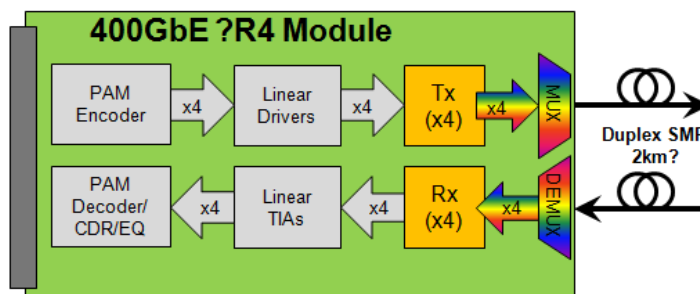 400GbE ?R4 Module
PAM
Encoder
x4
Linear
Drivers
x4
Tx
(x4)
x4
MUX
Duplex SMF
2km?
PAM
Decoder/
CDR/EQ
x4
Linear
TIAs
x4
Rx
(x4)
x4
DEMUX